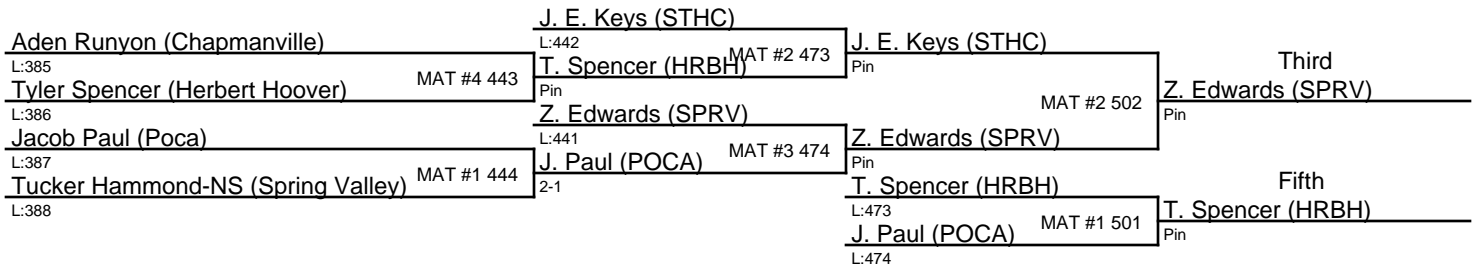 J. E. Keys (STHC)
Aden Runyon (Chapmanville)
L:442
J. E. Keys (STHC)
L:385
MAT #2 473
Third
MAT #4 443
T. Spencer (HRBH)
Pin
Tyler Spencer (Herbert Hoover)
Pin
Z. Edwards (SPRV)
L:386
Z. Edwards (SPRV)
MAT #2 502
Pin
Jacob Paul (Poca)
L:441
Z. Edwards (SPRV)
L:387
MAT #3 474
MAT #1 444
J. Paul (POCA)
Pin
Tucker Hammond-NS (Spring Valley)
2-1
T. Spencer (HRBH)
Fifth
L:388
L:473
MAT #1 501
T. Spencer (HRBH)
J. Paul (POCA)
Pin
L:474